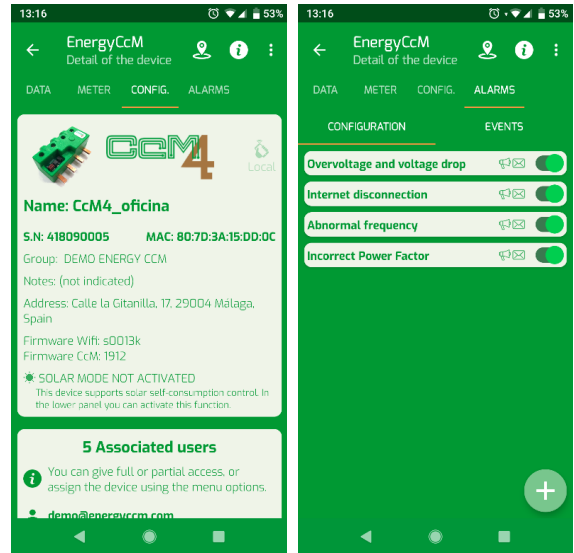 13:16
53%
EnergyCcM
Detail of the device
DATA METER CONFIG. ALARMS
CcM4
Local
Name: CcM4_oficina
S.N: 418090005 MAC: 80:7D:3A:15:DD:0C
Group: DEMO ENERGY CCM
Notes: (not indicated)
Address: Calle la Gitanilla, 17, 29004 Málaga,
Spain
Firmware Wifi: s0013k
Firmware CcM: 1912
SOLAR MODE NOT ACTIVATED
This device supports solar self-consumption control. In
the lower panel you can activate this function.
5 Associated users
You can give full or partial access, or
assign the device using the menu options.
demo@energyccm.com
13:16
53%
EnergyCcM
Detail of the device
DATA METER CONFIG. ALARMS
CONFIGURATION EVENTS
Overvoltage and voltage drop
Internet disconnection
Abnormal frequency
Incorrect Power Factor